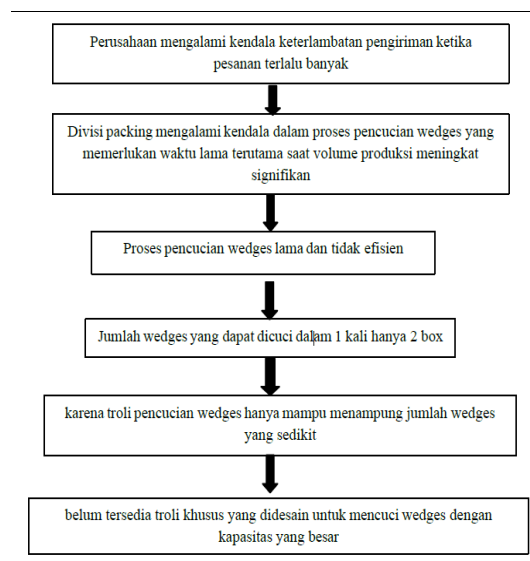 Perusahaan mengalami kendala keterlambatan pengiriman ketika
pesanan terlalu banyak
Divisi packing mengalami kendala dalam proses pencucian wedges yang
memerlukan waktu lama terutama saat volume produksi meningkat
signifikan
Proses pencucian wedges lama dan tidak efisien
Jumlah wedges yang dapat dicuci dalam 1 kali hanya 2 box
karena troli pencucian wedges hanya mampu menampung jumlah wedges
yang sedikit
belum tersedia troli khusus yang didesain untuk mencuci wedges dengan
kapasitas yang besar